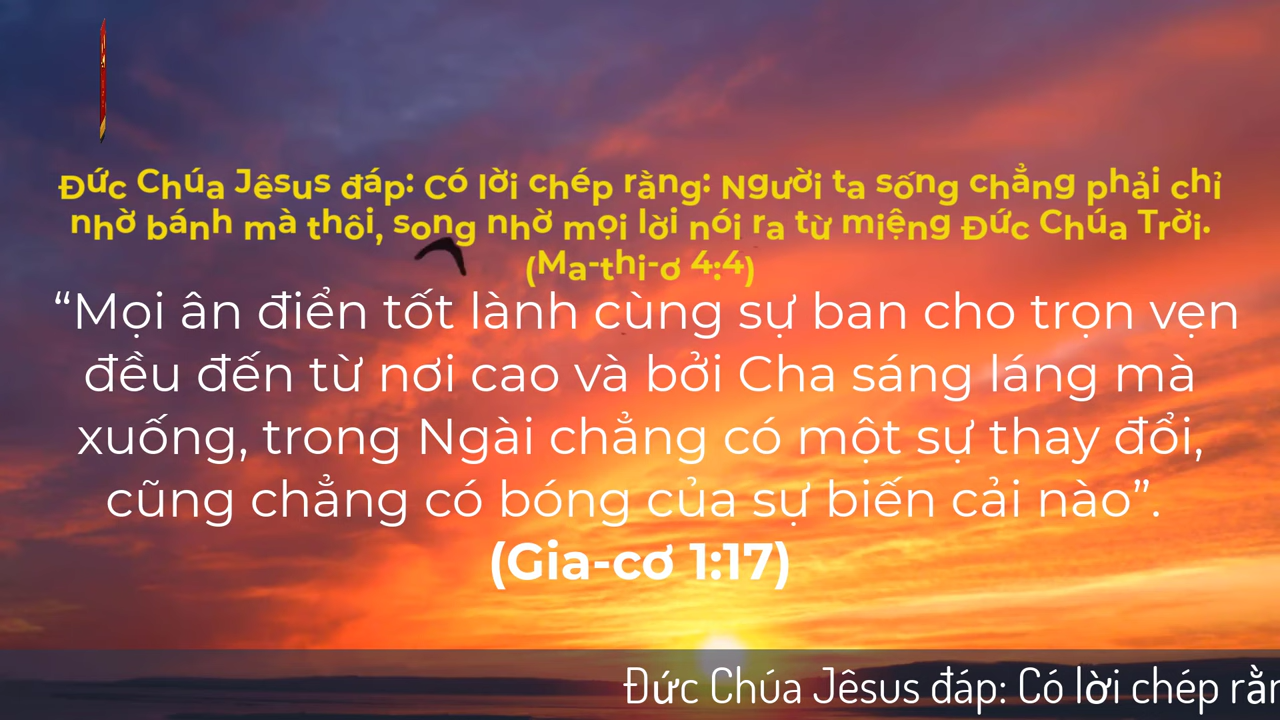 Đức Chúa Jêsus đáp: Có lời chép rằng: Người ta sống chẳng phải chỉ
nhờ bánh mà thôi, song nhờ mọi lời nói ra từ miệng Đức Chúa Trời.
(Ma-thi-ơ 4:4)
“Mọi ân điển tốt lành cùng sự ban cho trọn vẹn
đều đến từ nơi cao và bởi Cha sáng láng mà
xuống, trong Ngài chẳng có một sự thay đổi,
cũng chẳng có bóng của sự biến cải nào”.
(Gia-cơ 1:17)
Đức Chúa Jêsus đáp: Có lời chép